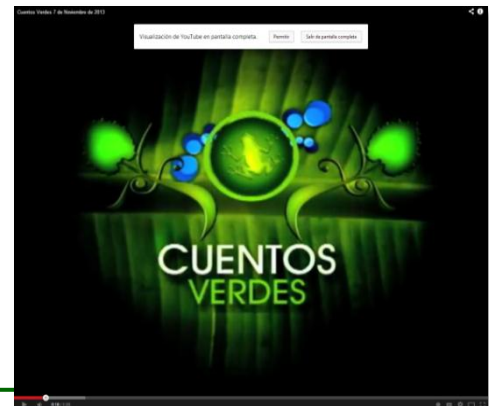 Cuentos Verdes 7 de Noviembre de 2013
Visualización de YouTube en pantalla completa. Permitir Salir de pantalla completa
CUENTOS
VERDES